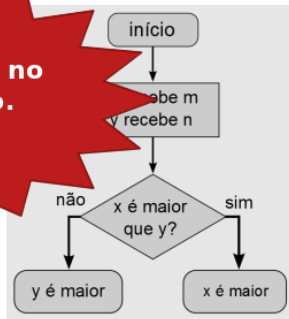 início
no
o.
recebe m
y recebe n
não
sim
x é maior
que y?
y é maior
x é maior